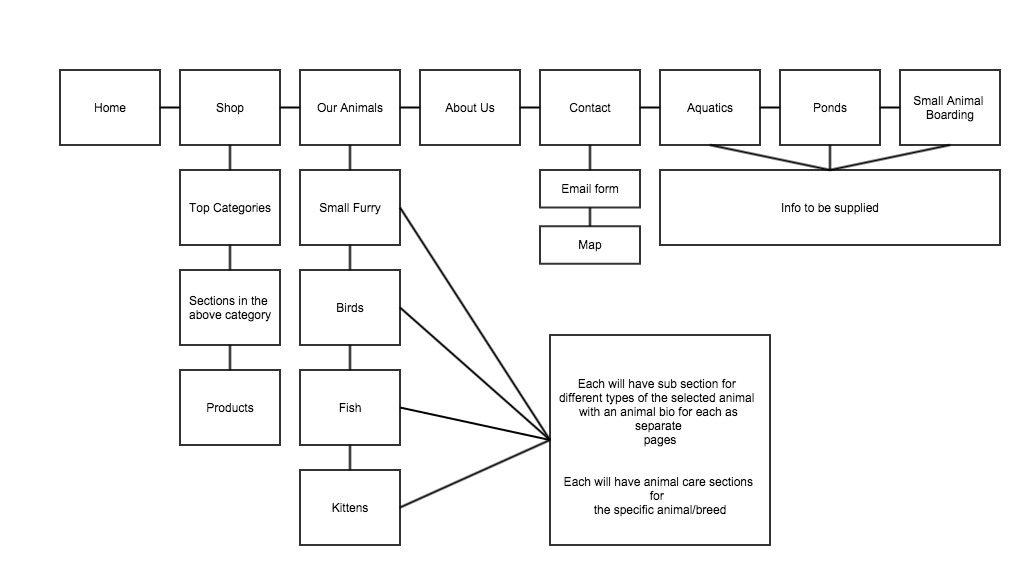 Home
Shop
Our Animals
About Us
Contact
Aquatics
Ponds
Small Animal
Boarding
Top Categories
Small Furry
Email form
Info to be supplied
Map
Sections in the
above category
Birds
Products
Fish
Kittens
Each will have sub section for
different types of the selected animal
with an animal bio for each as
separate
pages
Each will have animal care sections
for
the specific animal/breed